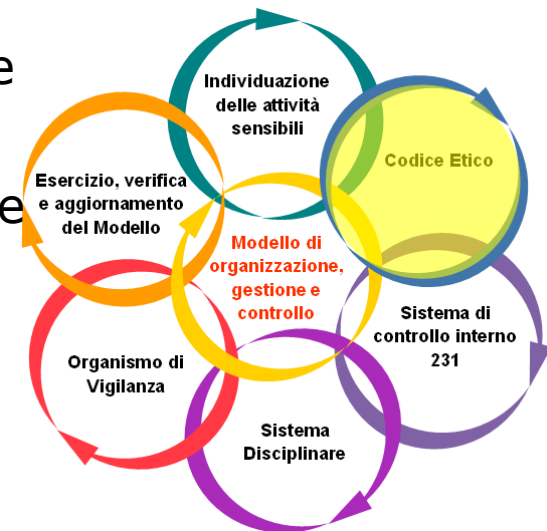 e
e
Individuazione
delle attività
sensibili
Codice Etico
Esercizio, verifica
e aggiornamento
del Modello
Modello di
organizzazione,
gestione e
controllo
Sistema di
controllo interno
231
Organismo di
Vigilanza
Sistema
Disciplinare